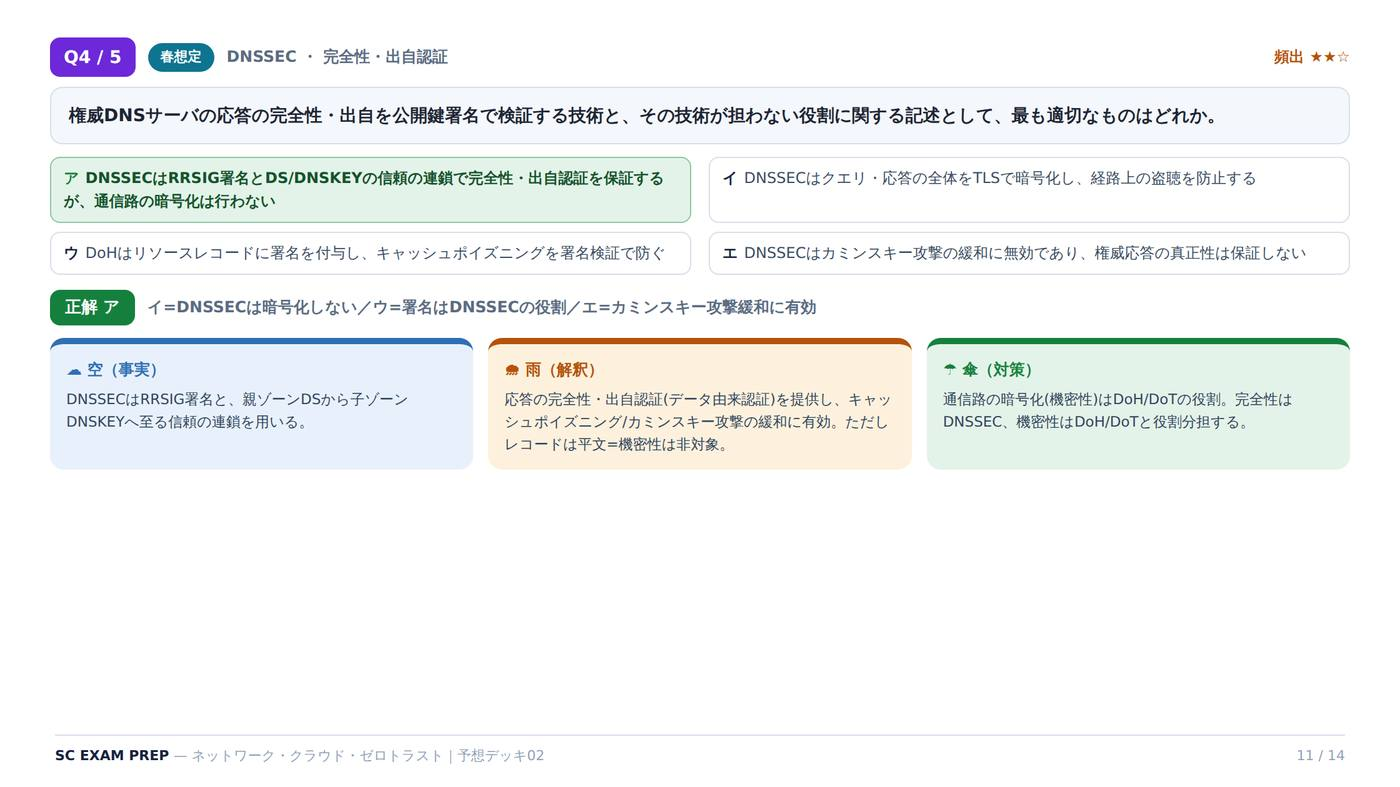 Q4 / 5 春想定 DNSSEC ・ 完全性・出自認証 頻出 ★★☆
権威DNSサーバの応答の完全性・出自を公開鍵署名で検証する技術と、その技術が担わない役割に関する記述として、最も適切なものはどれか。
ア DNSSECはRRSIG署名とDS/DNSKEYの信頼の連鎖で完全性・出自認証を保証する
が、通信路の暗号化は行わない
イ DNSSECはクエリ・応答の全体をTLSで暗号化し、経路上の盗聴を防止する
ウ DoHはリソースレコードに署名を付与し、キャッシュポイズニングを署名検証で防ぐ
エ DNSSECはカミンスキー攻撃の緩和に無効であり、権威応答の真正性は保証しない
正解 ア イ=DNSSECは暗号化しない／ウ=署名はDNSSECの役割／エ=カミンスキー攻撃緩和に有効
☁ 空（事実）
DNSSECはRRSIG署名と、親ゾーンDSから子ゾーン
DNSKEYへ至る信頼の連鎖を用いる。
🌧 雨（解釈）
応答の完全性・出自認証(データ由来認証)を提供し、キャッ
シュポイズニング/カミンスキー攻撃の緩和に有効。ただし
レコードは平文=機密性は非対象。
☂ 傘（対策）
通信路の暗号化(機密性)はDoH/DoTの役割。完全性は
DNSSEC、機密性はDoH/DoTと役割分担する。
SC EXAM PREP — ネットワーク・クラウド・ゼロトラスト｜予想デッキ02 11 / 14